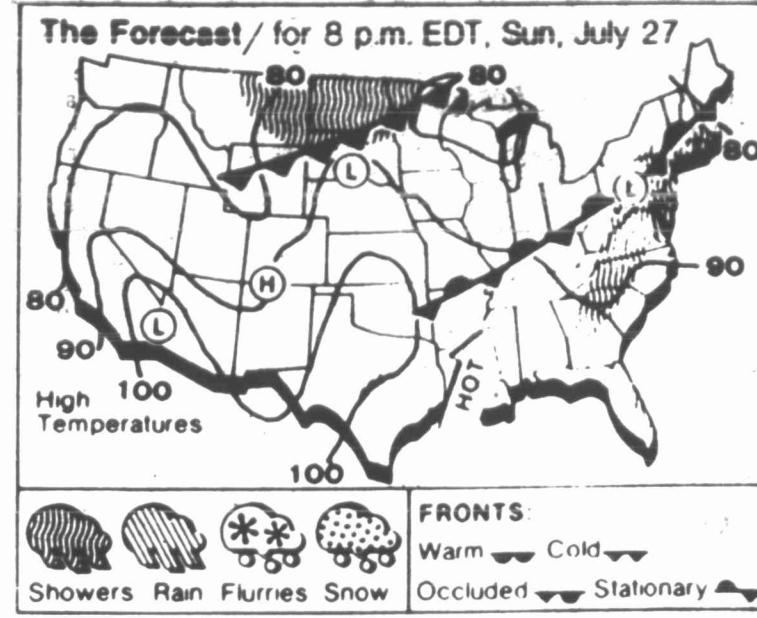 The Forecast / for 8 p.m. EDT, Sun, July 27
80
80
80
L
L
H
90
80
L
90
100
HOT
High
Temperatures
100
Showers Rain Flurries Snow
FRONTS:
Warm Cold
Occluded Stationary